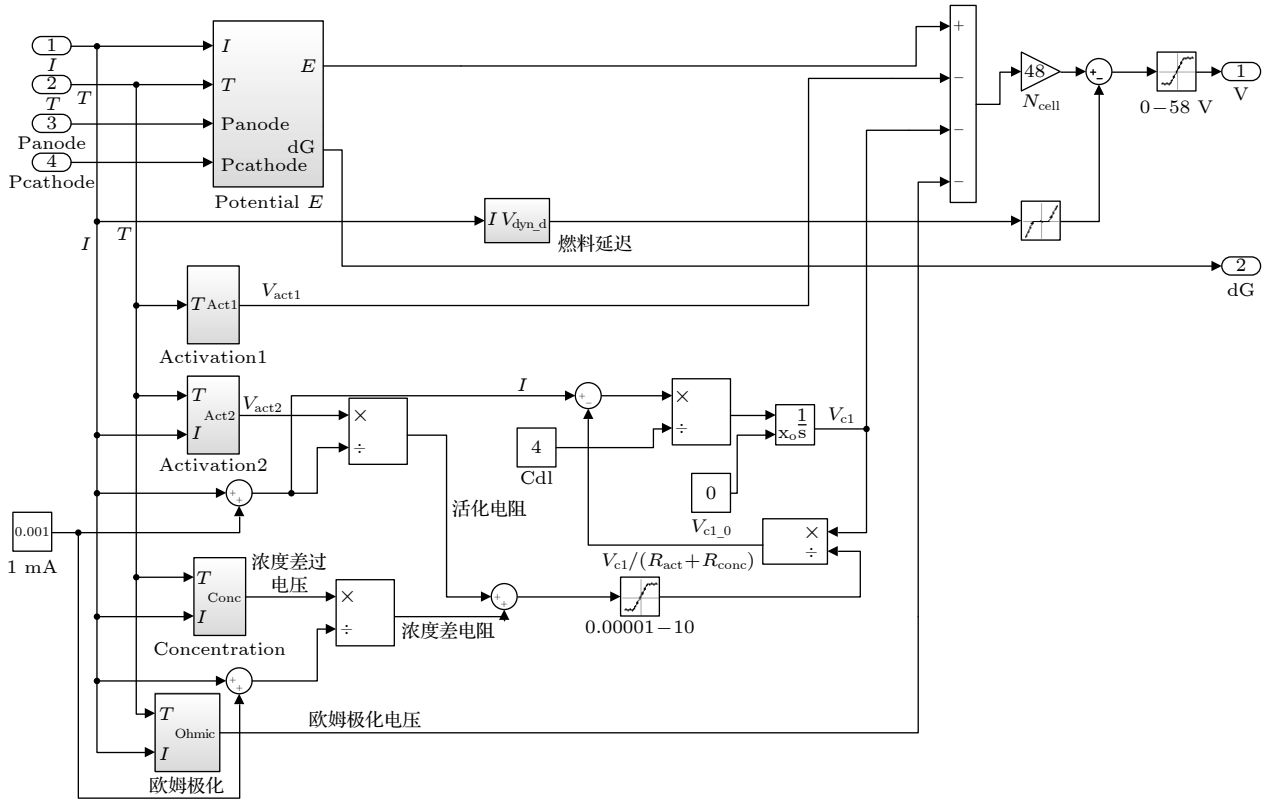 1
I
2
T
T
3
Panode
4
Pcathode
I
T
Panode
Pcathode
E
dG
Potential E
+
−
−
−
48
N_cell
+
−
0−58 V
1
V
I
T
I V_dyn_d
燃料延迟
2
dG
T Act1
V_act1
Activation1
T
Act2
I
V_act2
Activation2
×
÷
I
+
−
×
÷
4
Cdl
1
x_o s
V_c1
0
V_c1_0
+
+
活化电阻
0.001
1 mA
×
÷
V_c1/(R_act+R_conc)
T
Conc
I
浓度差过
电压
Concentration
×
÷
浓度差电阻
+
+
0.00001−10
+
+
T
Ohmic
I
欧姆极化电压
欧姆极化